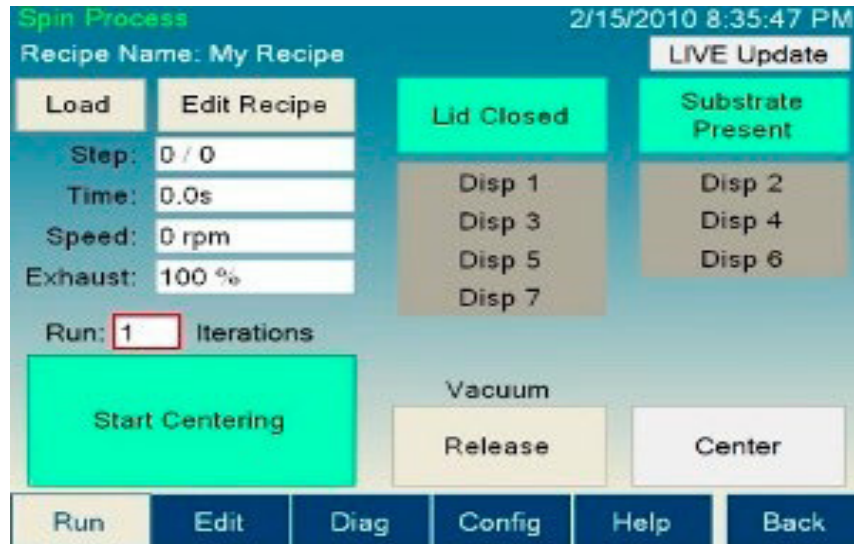 Spin Process 2/15/2010 8:35:47 PM
Recipe Name: My Recipe LIVE Update
Load Edit Recipe Lid Closed Substrate Present
Step: 0 / 0
Time: 0.0s
Speed: 0 rpm
Exhaust: 100 %
Disp 1 Disp 2
Disp 3 Disp 4
Disp 5 Disp 6
Disp 7
Run: 1 Iterations
Start Centering
Vacuum
Release Center
Run Edit Diag Config Help Back